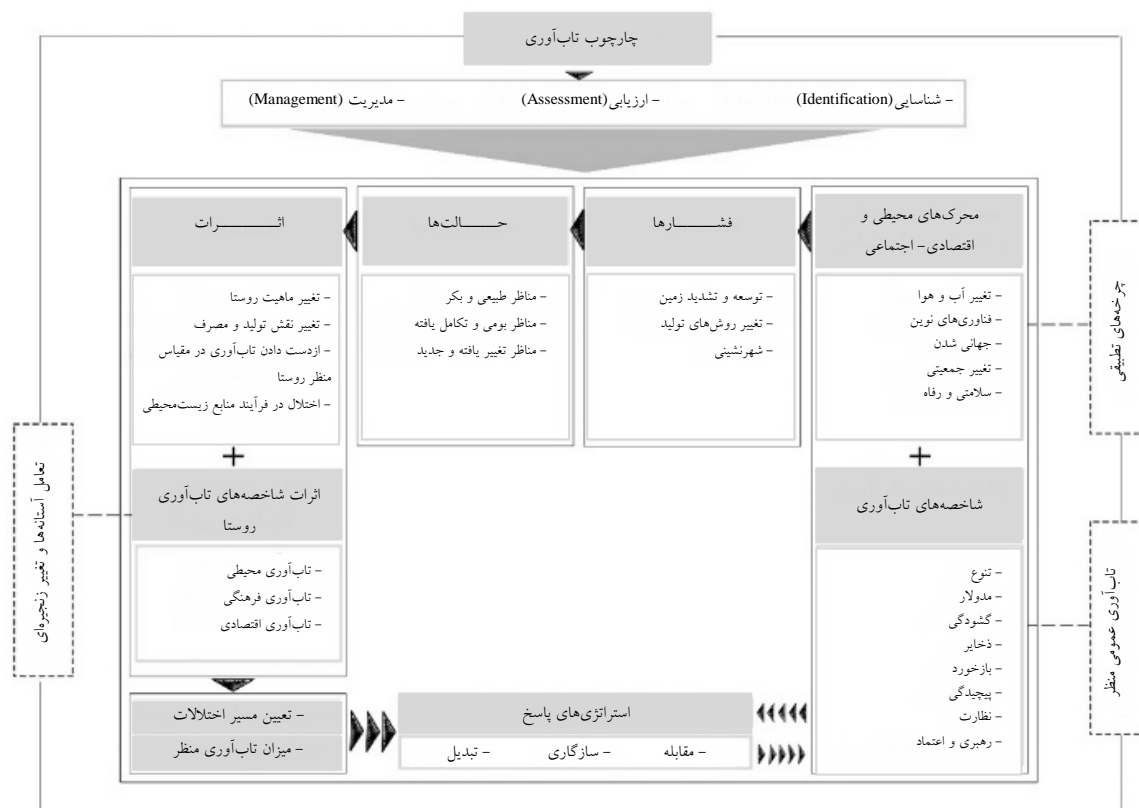 چارچوب تاب‌آوری
- شناسایی(Identification)
- ارزیابی(Assessment)
- مدیریت (Management)
محرک‌های محیطی و
اقتصادی- اجتماعی
- تغییر آب و هوا
- فناوری‌های نوین
- جهانی شدن
- تغییر جمعیتی
- سلامتی و رفاه
فشـــــــارها
- توسعه و تشدید زمین
- تغییر روش‌های تولید
- شهرنشینی
حـــــــالت‌ها
- مناظر طبیعی و بکر
- مناظر بومی و تکامل یافته
- مناظر تغییر یافته و جدید
اثـــــــــــرات
- تغییر ماهیت روستا
- تغییر نقش تولید و مصرف
- ازدست دادن تاب‌آوری در مقیاس
منظر روستا
- اختلال در فرآیند منابع زیست‌محیطی
+
+
شاخصه‌های تاب‌آوری
- تنوع
- مدولار
- گشودگی
- ذخایر
- بازخورد
- پیچیدگی
- نظارت
- رهبری و اعتماد
اثرات شاخصه‌های تاب‌آوری
روستا
- تاب‌آوری محیطی
- تاب‌آوری فرهنگی
- تاب‌آوری اقتصادی
تعیین مسیر اختلالات -
میزان تاب‌آوری منظر -
استراتژی‌های پاسخ
- مقابله
- سازگاری
- تبدیل
چرخه‌های تطبیقی
تاب‌آوری عمومی منظر
تعامل آستانه‌ها و تغییر زنجیره‌ای